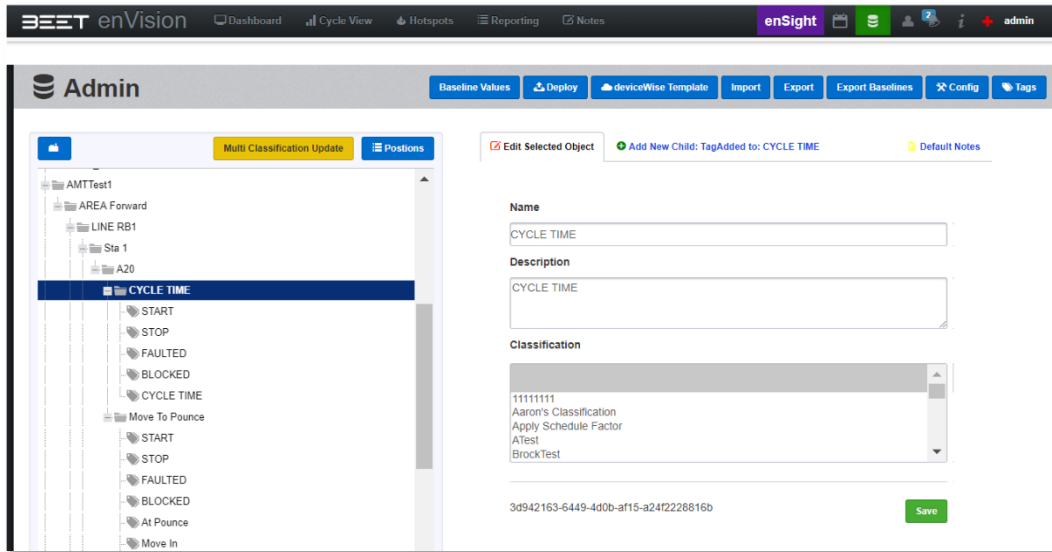 BEET enVision Dashboard Cycle View Hotspots Reporting Notes enSight 2 i admin
Admin
Baseline Values Deploy deviceWise Template Import Export Export Baselines Config Tags
Multi Classification Update Postions
AMTTest1
AREA Forward
LINE RB1
Sta 1
A20
CYCLE TIME
START
STOP
FAULTED
BLOCKED
CYCLE TIME
Move To Pounce
START
STOP
FAULTED
BLOCKED
At Pounce
Move In
Edit Selected Object Add New Child: TagAdded to: CYCLE TIME Default Notes
Name
CYCLE TIME
Description
CYCLE TIME
Classification
11111111
Aaron's Classification
Apply Schedule Factor
ATest
BrockTest
3d942163-6449-4d0b-af15-a24f2228816b
Save